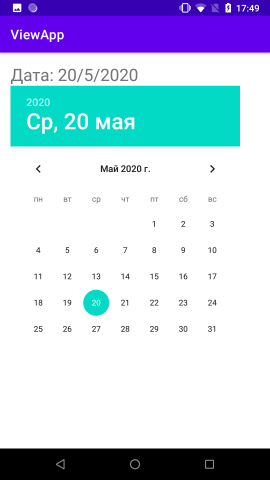 17:49
ViewApp
Дата: 20/5/2020
2020
Ср, 20 мая
Май 2020 г.
пн вт ср чт пт сб вс
1 2 3
4 5 6 7 8 9 10
11 12 13 14 15 16 17
18 19 20 21 22 23 24
25 26 27 28 29 30 31